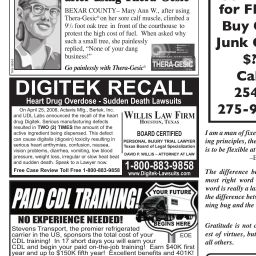 BEXAR COUNTY– Mary Ann W., after using
Thera-Gesic® on her sore calf muscle, climbed a
9½ foot oak tree in front of the courthouse to
protest the high cost of fuel. When asked why
such a small tree, she painlessly
replied, "None of your dang
business!"
Go painlessly with Thera-Gesic®
THERA-GESIC
DIGITEK RECALL
Heart Drug Overdose - Sudden Death Lawsuits
On April 25, 2008, Actavis Mfg., Bertek, Inc.
and UDL Labs announced the recall of the heart
drug Digitek. Serious manufacturing defects
resulted in TWO (2) TIMES the amount of the
active ingredient being dispensed. This defect
can cause digitalis (digoxin) toxicity, resulting in
serious heart arrhythmias, confusion, nausea,
vision problems, diarrhea, vomiting, low blood
pressure, weight loss, irregular or slow beat
and sudden death. Speak to a Lawyer now.
Free Case Review Toll Free 1-800-883-9858
WILLIS LAW FIRM
HOUSTON, TEXAS
BOARD CERTIFIED
PERSONAL INJURY TRIAL LAWYER
Texas Board of Legal Specialization
DAVID P. WILLIS - ATTORNEY AT LAW
1-800-883-9858
www.Digitek-Lawsuits.com
PAID CDL TRAINING!
NO EXPERIENCE NEEDED!
YOUR FUTURE
BEGINS HERE
EOE
Stevens Transport, the premier refrigerated
carrier in the US, sponsors the total cost of your
CDL training! In 17 short days you will earn your
CDL and begin your paid on-the-job training! Earn $40K first
year and up to $150K fifth year! Excellent benefits and 401K!
for F
Buy
Junk
$
Ca
254
275-9
I am a man of fixe
ing principles, the
is to be flexible at
The difference be
most right word
word is really a la
the difference betw
ning bug and the
Gratitude is not o
est of virtues, but
all others.